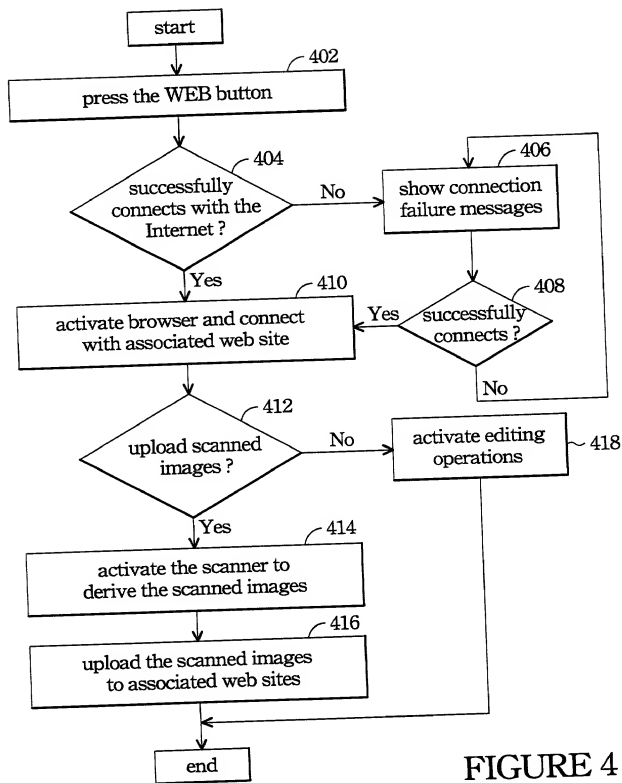 start
402
press the WEB button
404
successfully
connects with the
Internet ?
No
406
show connection
failure messages
Yes
410
activate browser and connect
with associated web site
Yes
408
successfully
connects ?
No
412
upload scanned
images ?
No
activate editing
operations
418
Yes
414
activate the scanner to
derive the scanned images
416
upload the scanned images
to associated web sites
end
FIGURE 4